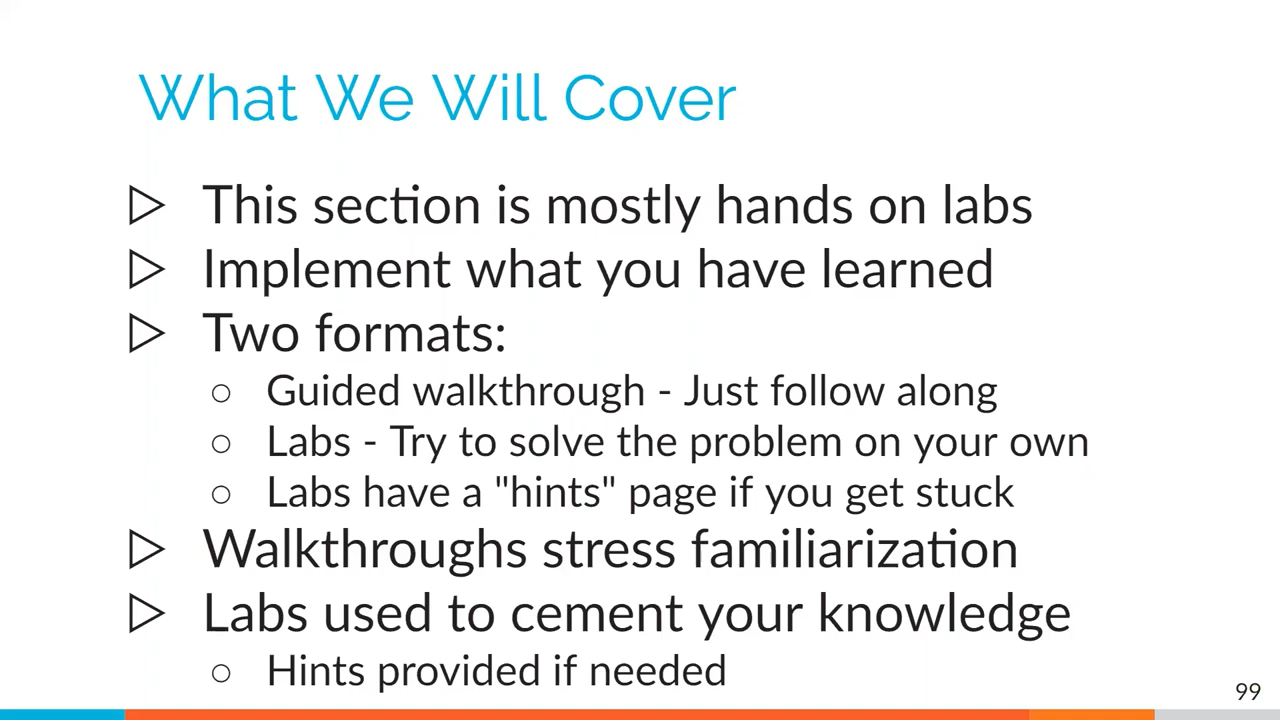 What We Will Cover
▷ This section is mostly hands on labs
▷ Implement what you have learned
▷ Two formats:
○ Guided walkthrough - Just follow along
○ Labs - Try to solve the problem on your own
○ Labs have a "hints" page if you get stuck
▷ Walkthroughs stress familiarization
▷ Labs used to cement your knowledge
○ Hints provided if needed
99